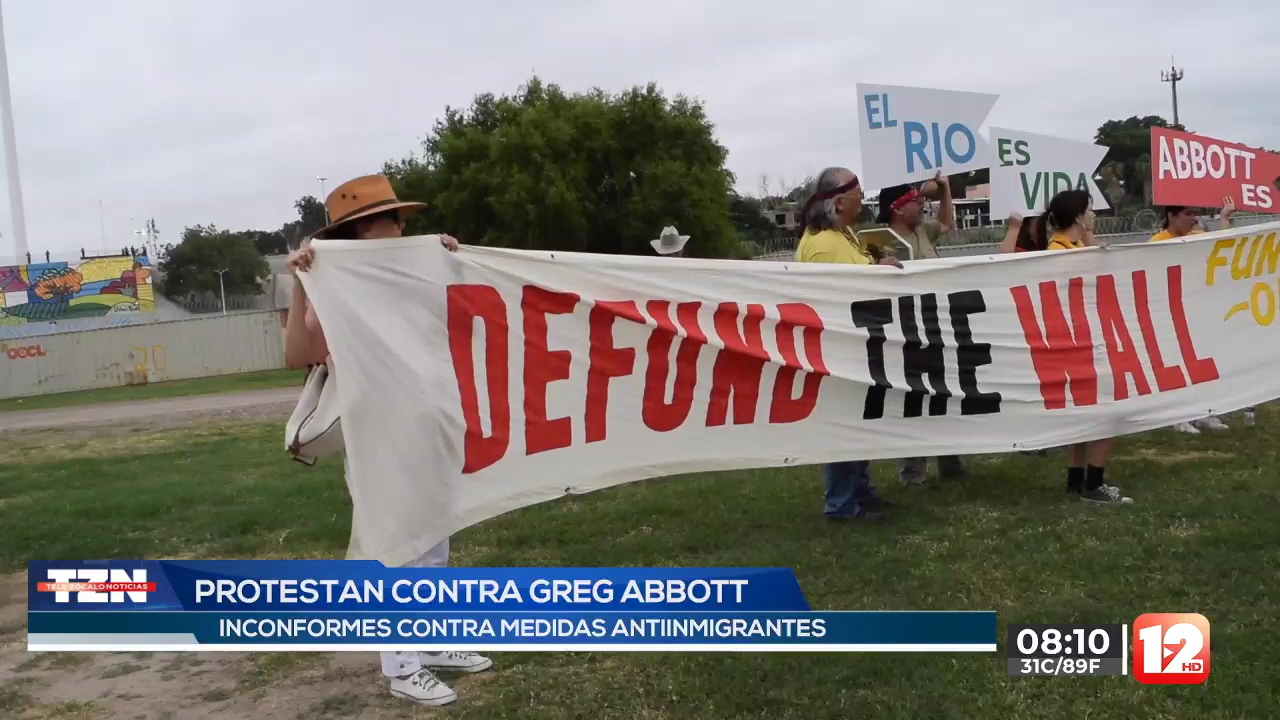 EL
RIO
ES
VIDA
ABBOTT
ES
DEFUND THE WALL
FUN
OOCL
TZN
TELE ZOCALO NOTICIAS
PROTESTAN CONTRA GREG ABBOTT
INCONFORMES CONTRA MEDIDAS ANTIINMIGRANTES
08:10
31C/89F
12
HD